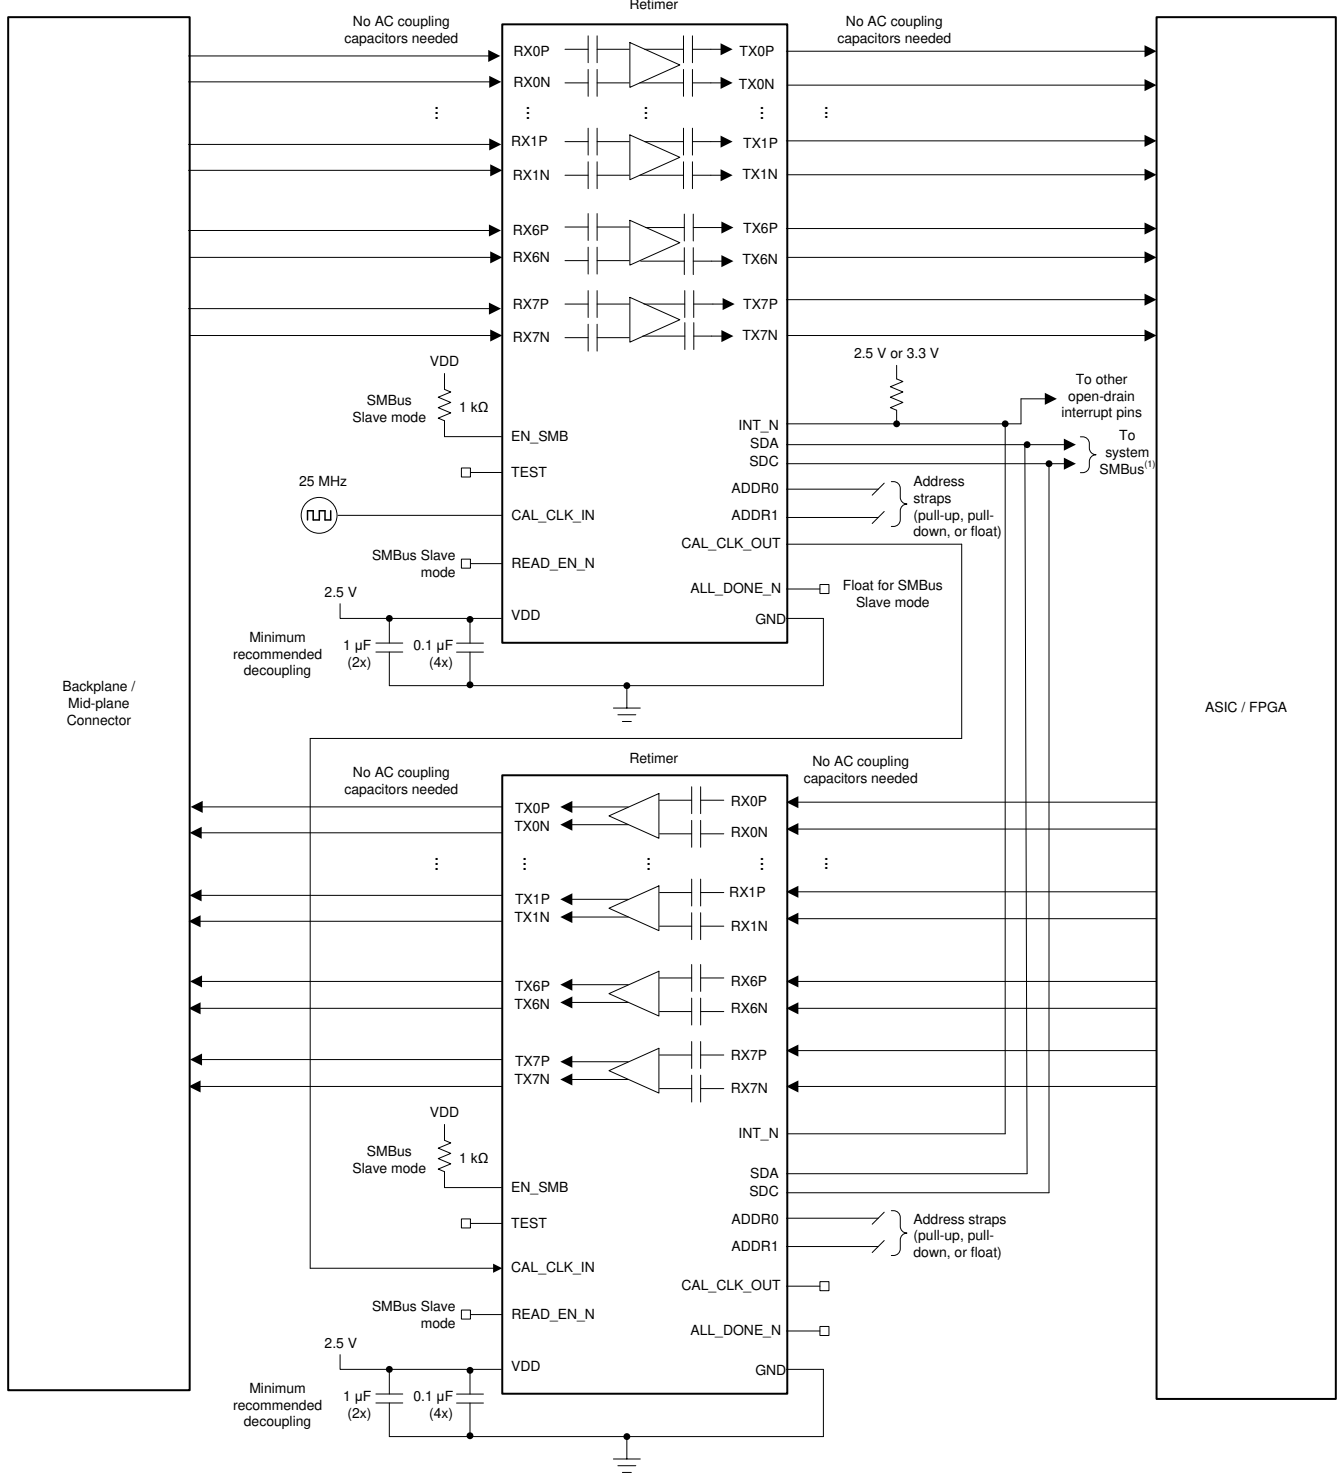 Retimer
No AC coupling
capacitors needed
No AC coupling
capacitors needed
RX0P
TX0P
RX0N
TX0N
RX1P
TX1P
RX1N
TX1N
RX6P
TX6P
RX6N
TX6N
RX7P
TX7P
RX7N
TX7N
VDD
SMBus
Slave mode
1 kΩ
EN_SMB
TEST
25 MHz
CAL_CLK_IN
SMBus Slave
mode
READ_EN_N
2.5 V
VDD
Minimum
recommended
decoupling
1 µF
(2x)
0.1 µF
(4x)
2.5 V or 3.3 V
To other
open-drain
interrupt pins
INT_N
SDA
SDC
To
system
SMBus(1)
ADDR0
ADDR1
Address
straps
(pull-up, pull-
down, or float)
CAL_CLK_OUT
ALL_DONE_N
Float for SMBus
Slave mode
GND
Backplane /
Mid-plane
Connector
ASIC / FPGA
Retimer
No AC coupling
capacitors needed
No AC coupling
capacitors needed
TX0P
RX0P
TX0N
RX0N
TX1P
RX1P
TX1N
RX1N
TX6P
RX6P
TX6N
RX6N
TX7P
RX7P
TX7N
RX7N
VDD
SMBus
Slave mode
1 kΩ
EN_SMB
TEST
CAL_CLK_IN
SMBus Slave
mode
READ_EN_N
2.5 V
VDD
Minimum
recommended
decoupling
1 µF
(2x)
0.1 µF
(4x)
INT_N
SDA
SDC
ADDR0
ADDR1
Address straps
(pull-up, pull-
down, or float)
CAL_CLK_OUT
ALL_DONE_N
GND